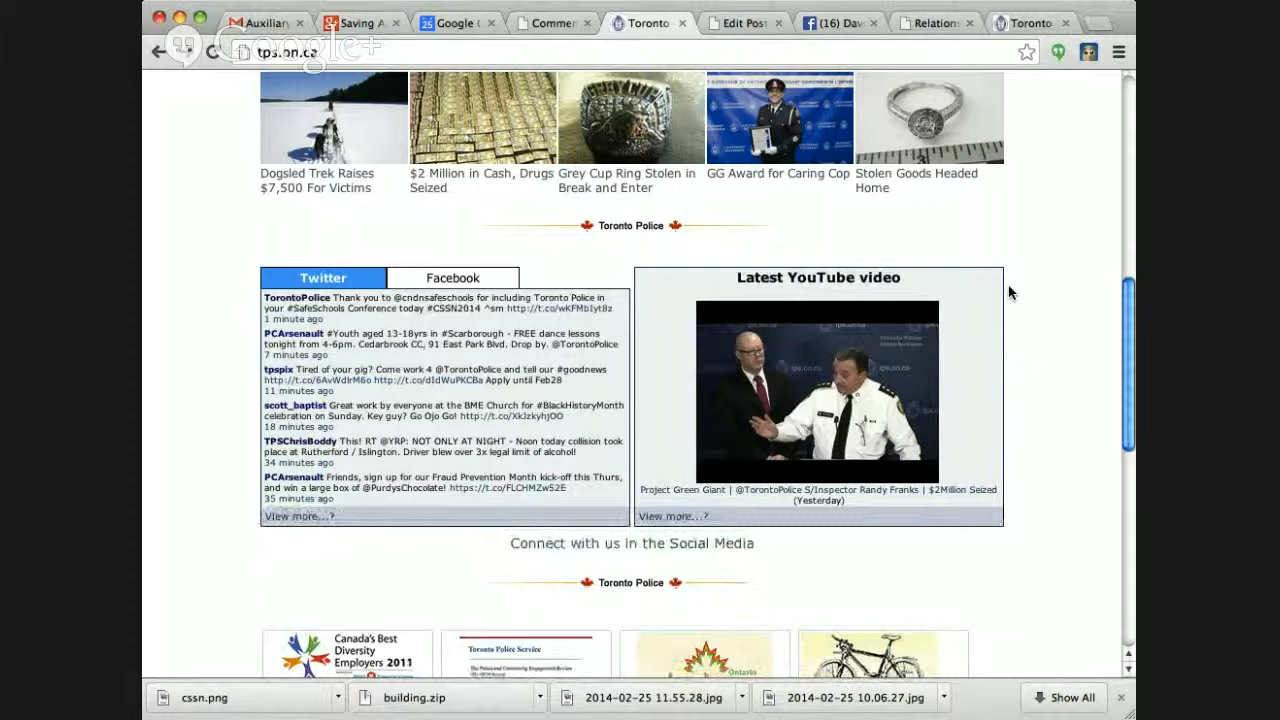 Auxiliary
Saving A
Google (
Commer
Toronto
Edit Post
(16) Dav
Relation
Toronto
Google+
tps.on.ca
Dogsled Trek Raises
$7,500 For Victims
$2 Million in Cash, Drugs
Seized
Grey Cup Ring Stolen in
Break and Enter
GG Award for Caring Cop
Stolen Goods Headed
Home
Toronto Police
Twitter
Facebook
TorontoPolice Thank you to @cndnsafeschools for including Toronto Police in
your #SafeSchools Conference today #CSSN2014 ^sm http://t.co/wKFMbIyt8z
1 minute ago
PCArsenault #Youth aged 13-18yrs in #Scarborough - FREE dance lessons
tonight from 4-6pm. Cedarbrook CC, 91 East Park Blvd. Drop by. @TorontoPolice
7 minutes ago
tpspix Tired of your gig? Come work 4 @TorontoPolice and tell our #goodnews
http://t.co/6AvWdlrM6o http://t.co/dIdWuPKCBa Apply until Feb28
11 minutes ago
scott_baptist Great work by everyone at the BME Church for #BlackHistoryMonth
celebration on Sunday. Key guy? Go Ojo Go! http://t.co/XkJzkyhjOO
18 minutes ago
TPSChrisBoddy This! RT @YRP: NOT ONLY AT NIGHT - Noon today collision took
place at Rutherford / Islington. Driver blew over 3x legal limit of alcohol!
34 minutes ago
PCArsenault Friends, sign up for our Fraud Prevention Month kick-off this Thurs,
and win a large box of @PurdysChocolate! https://t.co/FLCHMZw52E
35 minutes ago
View more...?
Latest YouTube video
tps.on.ca
Project Green Giant | @TorontoPolice S/Inspector Randy Franks | $2Million Seized
(Yesterday)
View more...?
Connect with us in the Social Media
Toronto Police
Canada's Best
Diversity
Employers 2011
Toronto Police Service
Ontario
cssn.png
building.zip
2014-02-25 11.55.28.jpg
2014-02-25 10.06.27.jpg
Show All